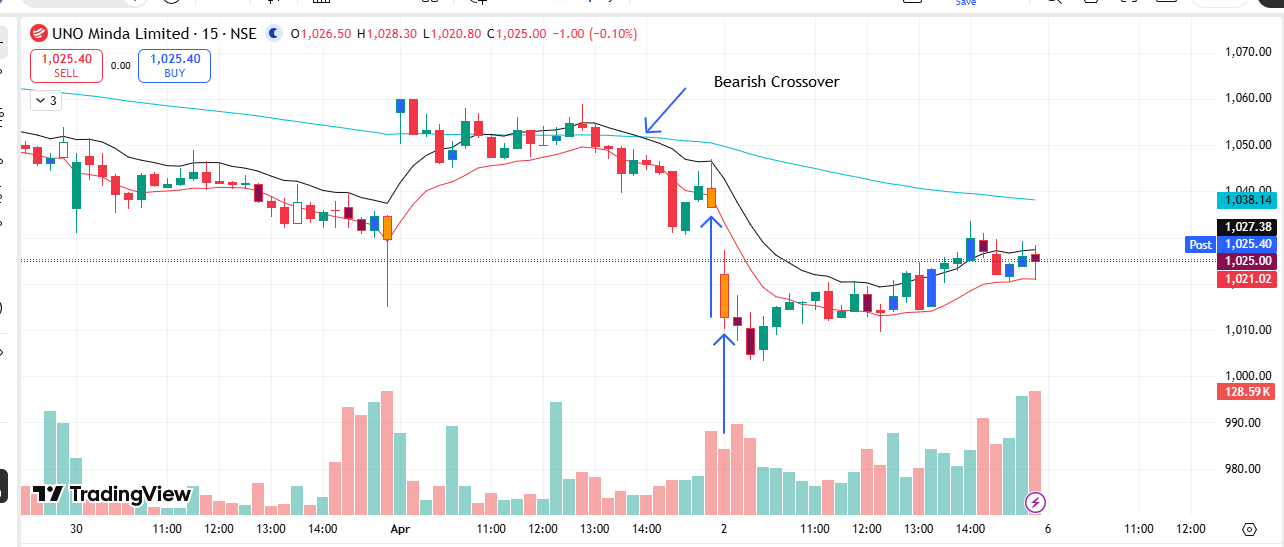 Save
UNO Minda Limited · 15 · NSE O1,026.50 H1,028.30 L1,020.80 C1,025.00 −1.00 (−0.10%)
1,025.40
SELL
0.00
1,025.40
BUY
3
Bearish Crossover
1,070.00
1,060.00
1,050.00
1,040.00
1,038.14
1,027.38
Post 1,025.40
1,025.00
1,021.02
1,010.00
1,000.00
128.59 K
990.00
980.00
TradingView
30 11:00 12:00 13:00 14:00 Apr 11:00 12:00 13:00 14:00 2 11:00 12:00 13:00 14:00 6 11:00 12:00